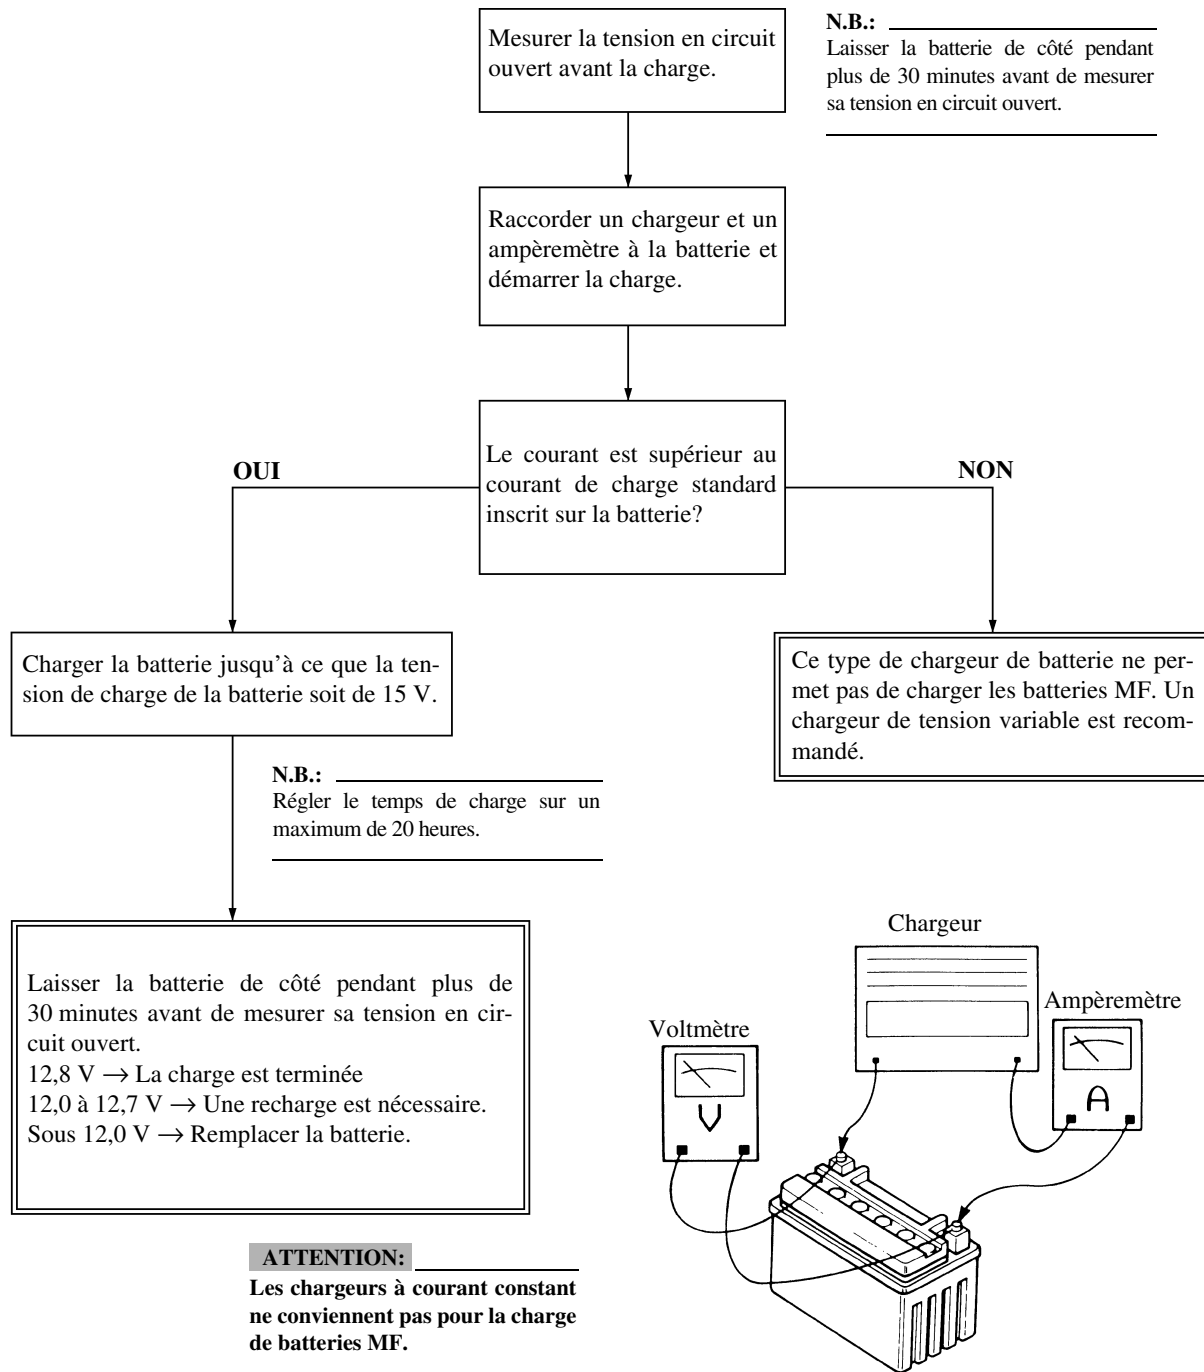 Mesurer la tension en circuit
ouvert avant la charge.
N.B.:
Laisser la batterie de côté pendant
plus de 30 minutes avant de mesurer
sa tension en circuit ouvert.
Raccorder un chargeur et un
ampèremètre à la batterie et
démarrer la charge.
Le courant est supérieur au
courant de charge standard
inscrit sur la batterie?
OUI
NON
Charger la batterie jusqu'à ce que la ten-
sion de charge de la batterie soit de 15 V.
Ce type de chargeur de batterie ne per-
met pas de charger les batteries MF. Un
chargeur de tension variable est recom-
mandé.
N.B.:
Régler le temps de charge sur un
maximum de 20 heures.
Laisser la batterie de côté pendant plus de
30 minutes avant de mesurer sa tension en cir-
cuit ouvert.
12,8 V → La charge est terminée
12,0 à 12,7 V → Une recharge est nécessaire.
Sous 12,0 V → Remplacer la batterie.
Chargeur
Ampèremètre
Voltmètre
V
A
ATTENTION:
Les chargeurs à courant constant
ne conviennent pas pour la charge
de batteries MF.